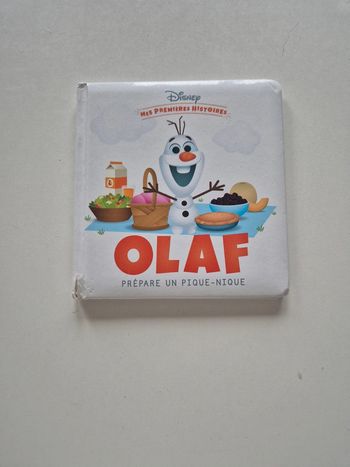 Disney
MES PREMIÈRES HISTOIRES
OLAF
PRÉPARE UN PIQUE-NIQUE